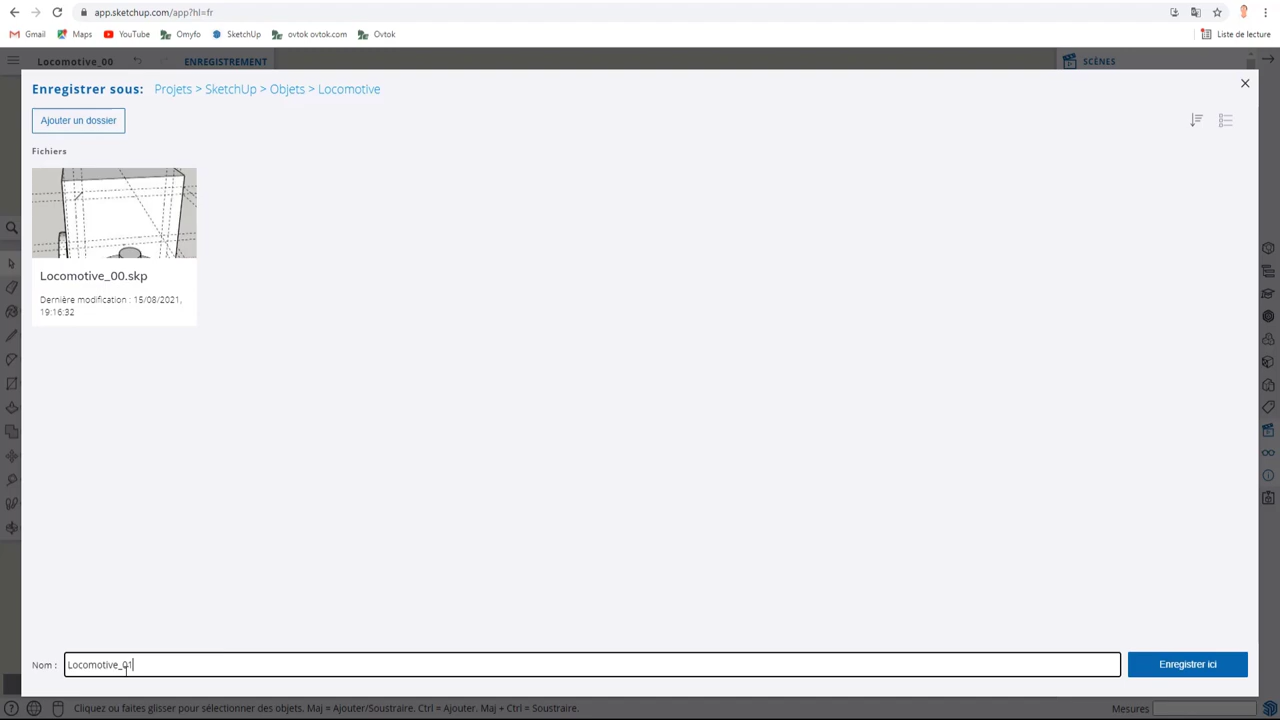 app.sketchup.com/app?hl=fr
Gmail Maps YouTube Omyfo SketchUp ovtok ovtok.com Ovtok Liste de lecture
Locomotive_00 ENREGISTREMENT SCÈNES
Enregistrer sous: Projets > SketchUp > Objets > Locomotive
Ajouter un dossier
Fichiers
Locomotive_00.skp
Dernière modification : 15/08/2021,
19:16:32
Nom : Locomotive_01 Enregistrer ici
Cliquez ou faites glisser pour sélectionner des objets. Maj = Ajouter/Soustraire. Ctrl = Ajouter. Maj + Ctrl = Soustraire. Mesures